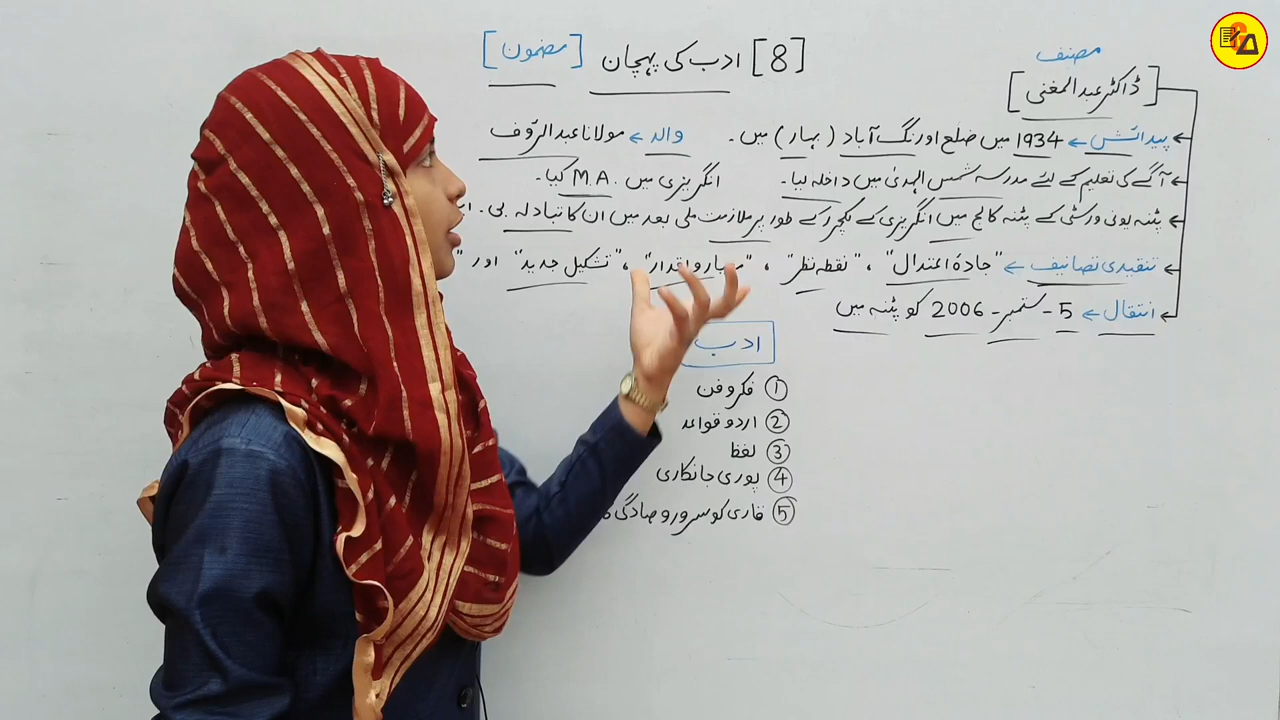 [8] ادب کی پہچان [مضمون]
مصنف
[ڈاکٹر عبدالمغنی]
پیدائش ← 1934 میں ضلع اورنگ آباد (بہار) میں۔ والد ← مولانا عبدالرؤف
آگے کی تعلیم کے لئے مدرسہ شمس الہدیٰ میں داخلہ لیا۔ انگریزی میں M.A. کیا۔
پٹنہ یونی ورسٹی کے پٹنہ کالج میں انگریزی کے لکچرار کے طور پر ملازمت ملی بعد میں ان کا تبادلہ بی۔
تنقیدی تصانیف ← "جادۂ اعتدال"، "نقطہ نظر"، "معیار و اقدار"، "تشکیل جدید" اور "
انتقال ← 5 - ستمبر - 2006 کو پٹنہ میں
ادب
① فکر و فن
② اردو قواعد
③ لفظ
④ پوری جانکاری
⑤ قاری کو سرور و صادگی